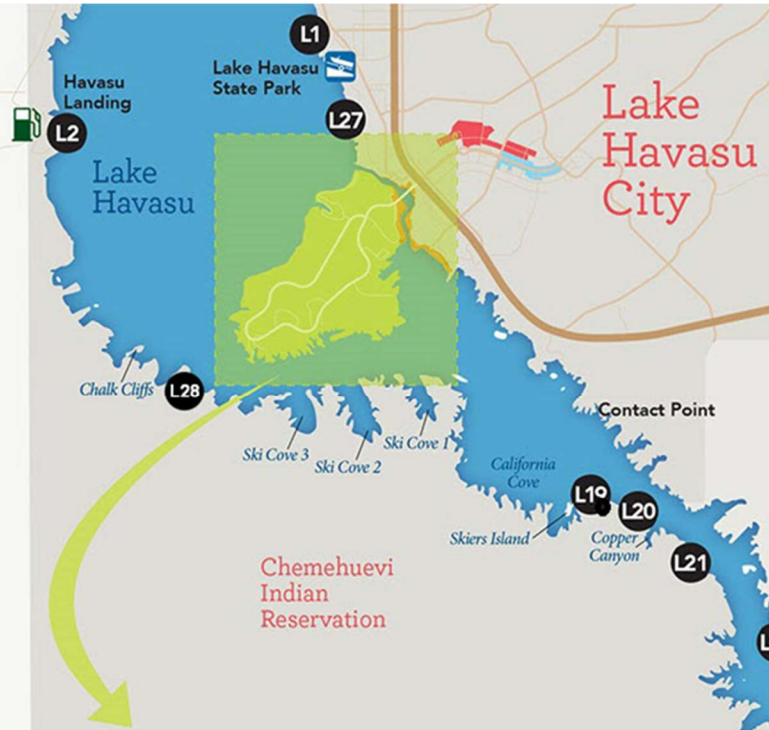 L1
Lake Havasu
State Park
Havasu
Landing
L2
L27
Lake
Havasu
City
Lake
Havasu
Chalk Cliffs
L28
Contact Point
Ski Cove 3
Ski Cove 2
Ski Cove 1
California
Cove
L19
L20
Skiers Island
Copper
Canyon
L21
Chemehuevi
Indian
Reservation
L